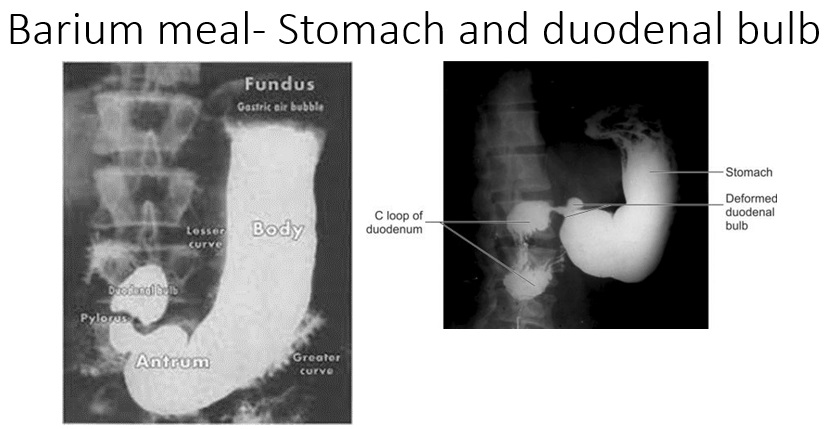 Barium meal- Stomach and duodenal bulb
Fundus
Gastric air bubble
Lesser
curve
Body
Duodenal bulb
Pylorus
Antrum
Greater
curve
C loop of
duodenum
Stomach
Deformed
duodenal
bulb